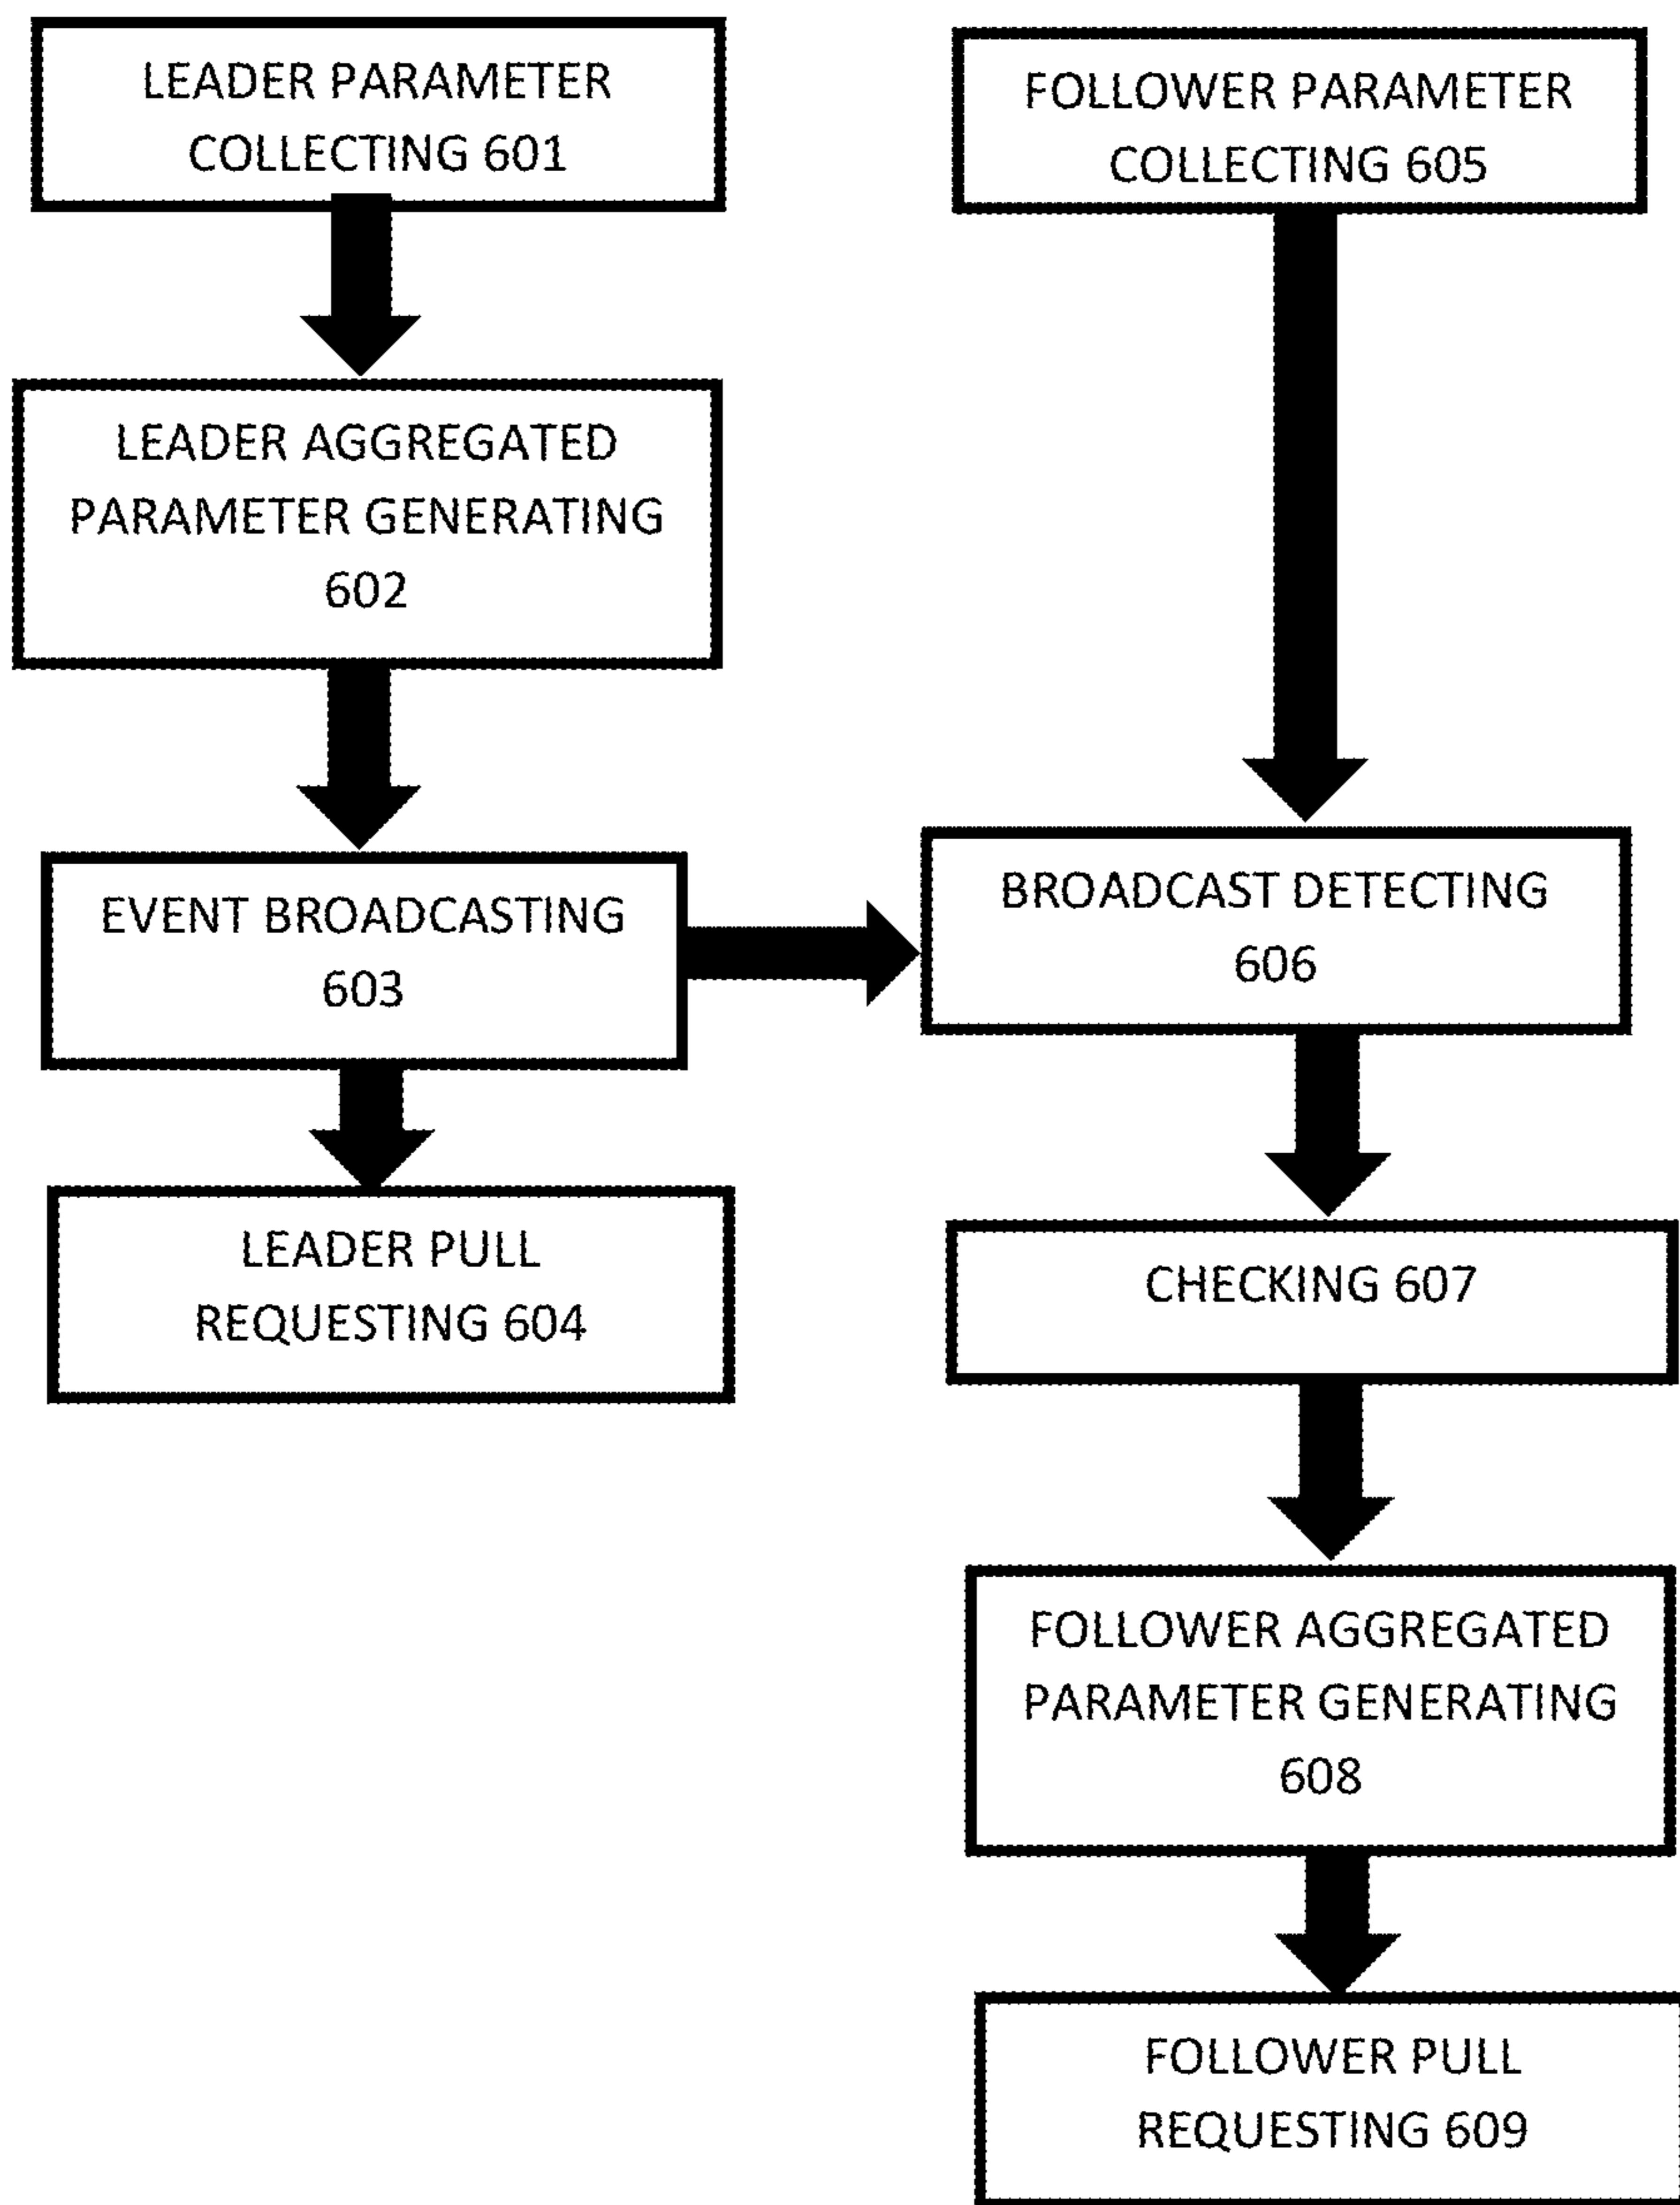 LEADER PARAMETER
COLLECTING 601
LEADER AGGREGATED
PARAMETER GENERATING
602
EVENT BROADCASTING
603
LEADER PULL
REQUESTING 604
FOLLOWER PARAMETER
COLLECTING 605
BROADCAST DETECTING
606
CHECKING 607
FOLLOWER AGGREGATED
PARAMETER GENERATING
608
FOLLOWER PULL
REQUESTING 609